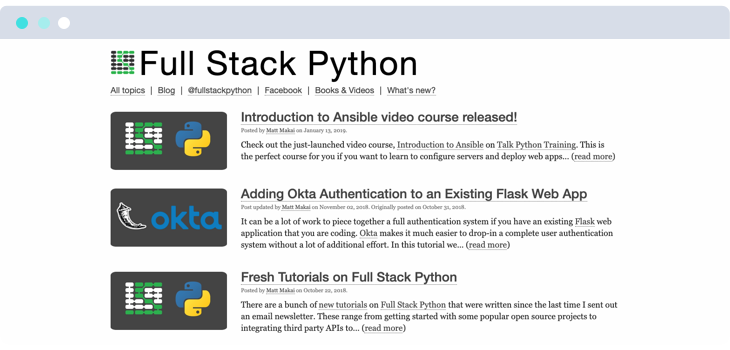 Full Stack Python
All topics | Blog | @fullstackpython | Facebook | Books & Videos | What's new?
Introduction to Ansible video course released!
Posted by Matt Makai on January 13, 2019.
Check out the just-launched video course, Introduction to Ansible on Talk Python Training. This is
the perfect course for you if you want to learn to configure servers and deploy web apps... (read more)
okta
Adding Okta Authentication to an Existing Flask Web App
Post updated by Matt Makai on November 02, 2018. Originally posted on October 31, 2018.
It can be a lot of work to piece together a full authentication system if you have an existing Flask web
application that you are coding. Okta makes it much easier to drop-in a complete user authentication
system without a lot of additional effort. In this tutorial we... (read more)
Fresh Tutorials on Full Stack Python
Posted by Matt Makai on October 22, 2018.
There are a bunch of new tutorials on Full Stack Python that were written since the last time I sent out
an email newsletter. These range from getting started with some popular open source projects to
integrating third party APIs to... (read more)